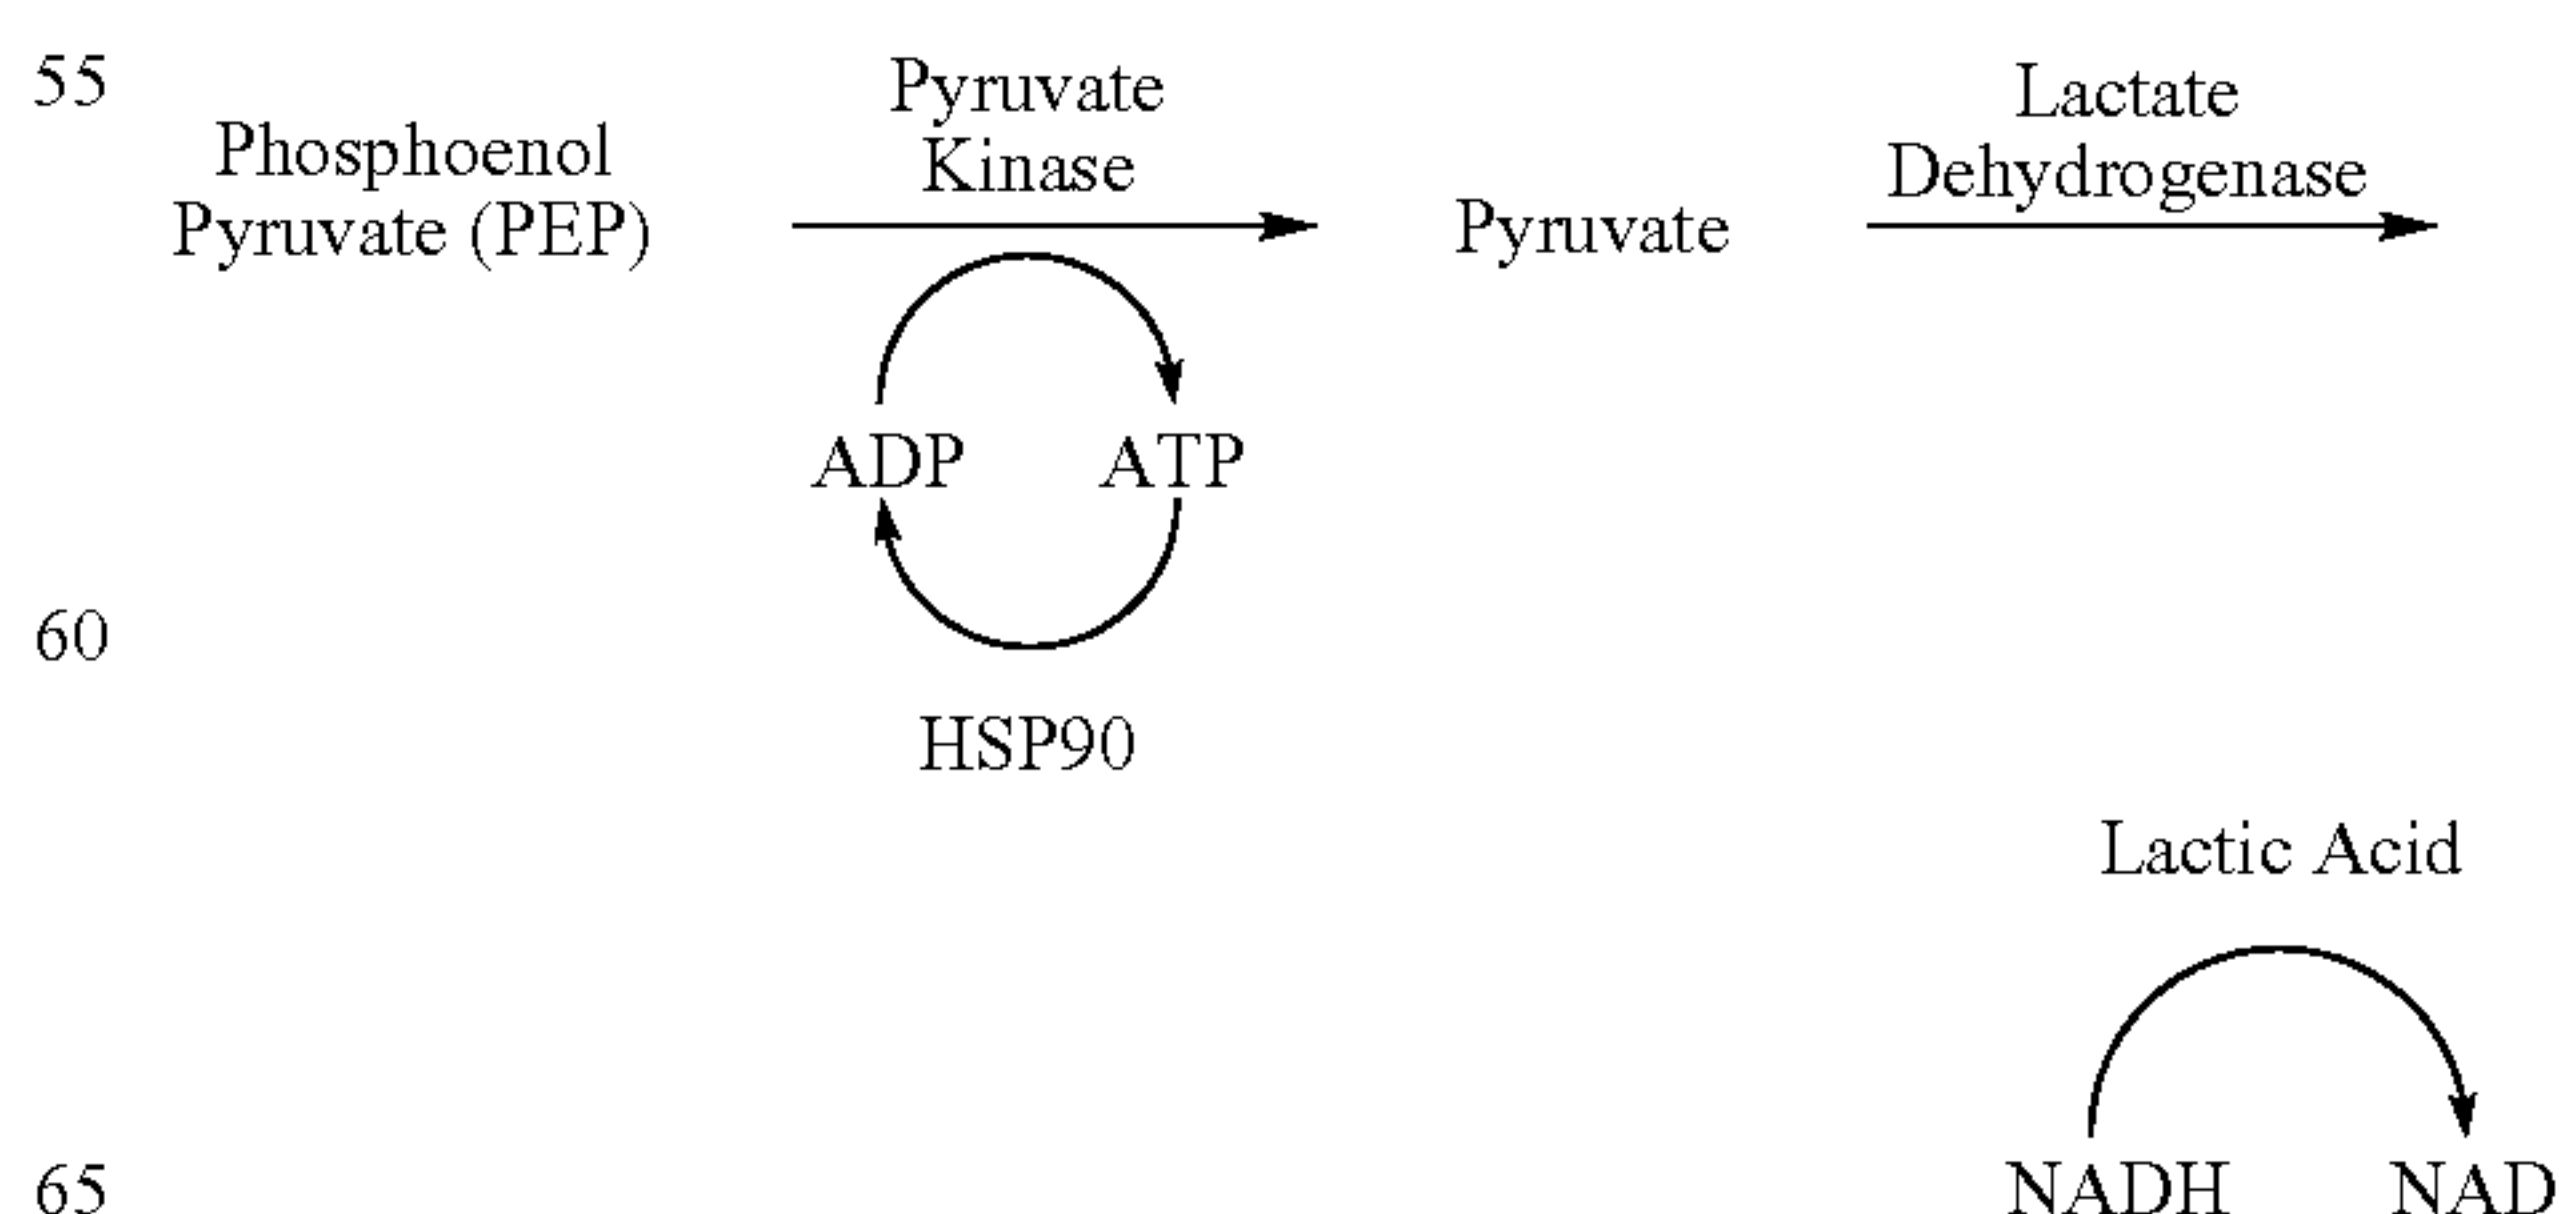 55
Phosphoenol
Pyruvate (PEP)
Pyruvate
Kinase
Pyruvate
Lactate
Dehydrogenase
ADP ATP
60
HSP90
Lactic Acid
65
NADH NAD